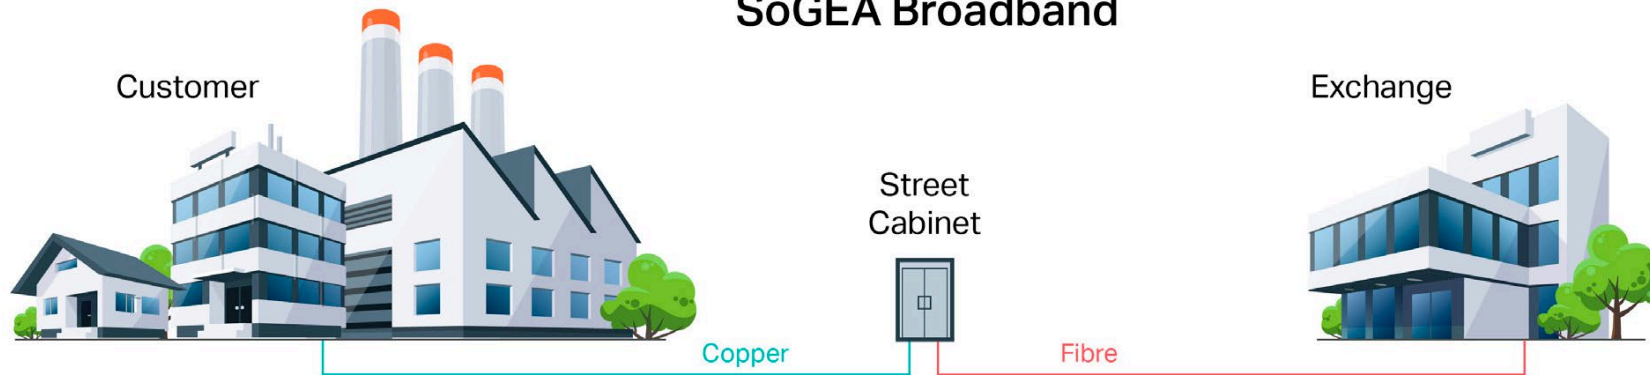 SoGEA Broadband
Customer
Exchange
Street
Cabinet
Copper
Fibre